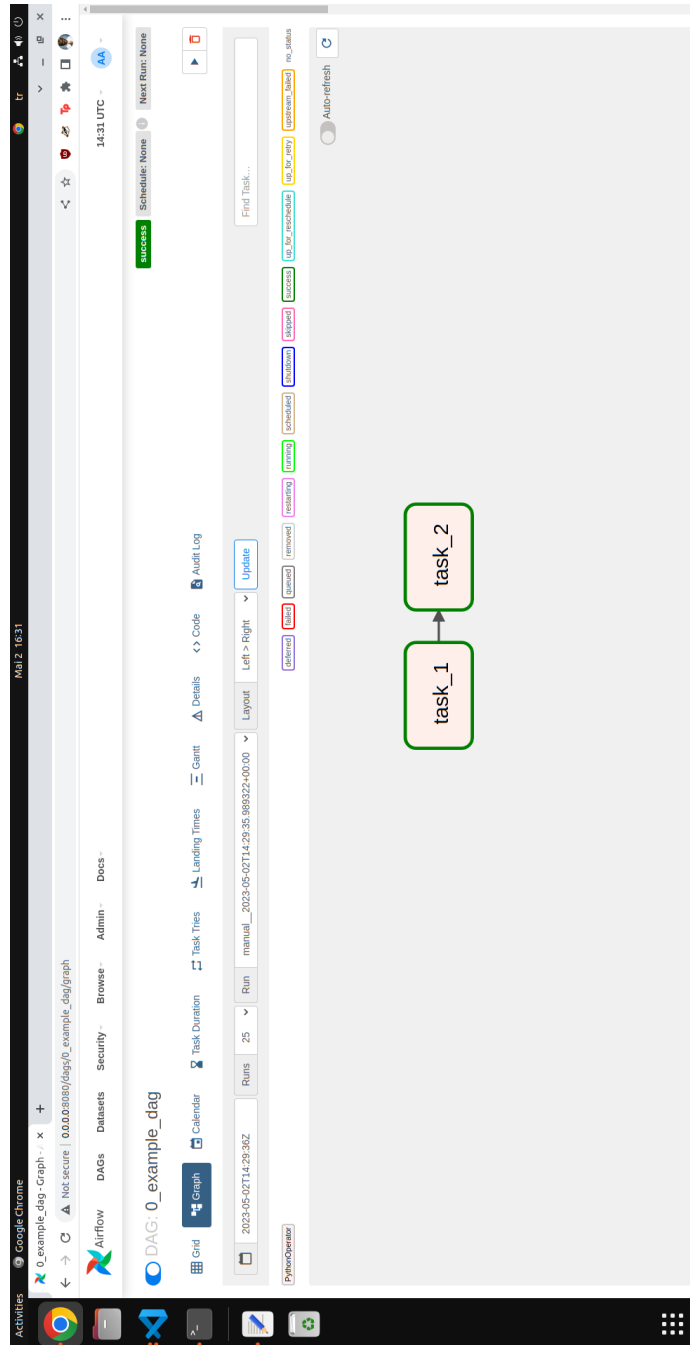 Activities Google Chrome Mai 2 16:31 tr
0_example_dag - Graph - A × +
Not secure | 0.0.0.0:8080/dags/0_example_dag/graph
Airflow DAGs Datasets Security Browse Admin Docs 14:31 UTC AA
DAG: 0_example_dag success Schedule: None Next Run: None
Grid Graph Calendar Task Duration Task Tries Landing Times Gantt Details <> Code Audit Log
2023-05-02T14:29:36Z Runs 25 Run manual__2023-05-02T14:29:35.989322+00:00 Layout Left > Right Update Find Task...
PythonOperator deferred failed queued removed restarting running scheduled shutdown skipped success up_for_reschedule up_for_retry upstream_failed no_status
Auto-refresh
task_1 task_2